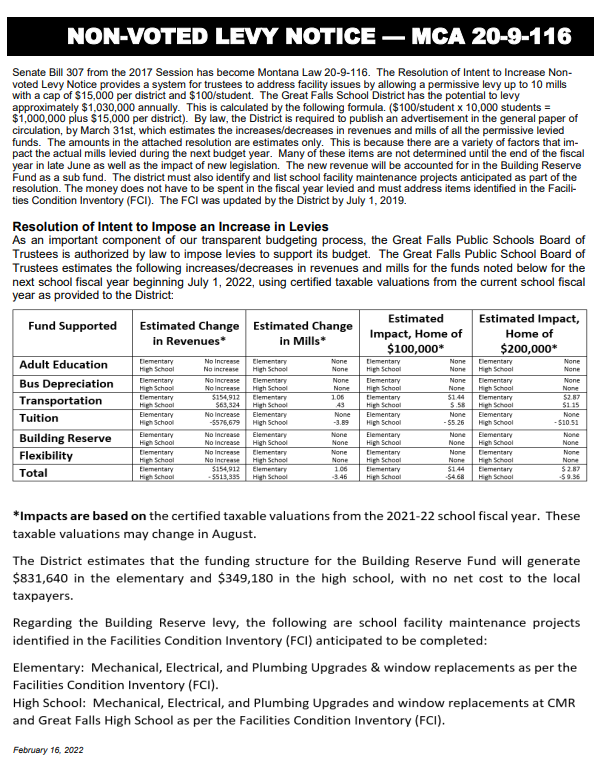 NON-VOTED LEVY NOTICE — MCA 20-9-116
Senate Bill 307 from the 2017 Session has become Montana Law 20-9-116. The Resolution of Intent to Increase Non-
voted Levy Notice provides a system for trustees to address facility issues by allowing a permissive levy up to 10 mills
with a cap of $15,000 per district and $100/student. The Great Falls School District has the potential to levy
approximately $1,030,000 annually. This is calculated by the following formula. ($100/student x 10,000 students =
$1,000,000 plus $15,000 per district). By law, the District is required to publish an advertisement in the general paper of
circulation, by March 31st, which estimates the increases/decreases in revenues and mills of all the permissive levied
funds. The amounts in the attached resolution are estimates only. This is because there are a variety of factors that im-
pact the actual mills levied during the next budget year. Many of these items are not determined until the end of the fiscal
year in late June as well as the impact of new legislation. The new revenue will be accounted for in the Building Reserve
Fund as a sub fund. The district must also identify and list school facility maintenance projects anticipated as part of the
resolution. The money does not have to be spent in the fiscal year levied and must address items identified in the Facili-
ties Condition Inventory (FCI). The FCI was updated by the District by July 1, 2019.
Resolution of Intent to Impose an Increase in Levies
As an important component of our transparent budgeting process, the Great Falls Public Schools Board of
Trustees is authorized by law to impose levies to support its budget. The Great Falls Public School Board of
Trustees estimates the following increases/decreases in revenues and mills for the funds noted below for the
next school fiscal year beginning July 1, 2022, using certified taxable valuations from the current school fiscal
year as provided to the District:
Fund Supported Estimated Change in Revenues* Estimated Change in Mills* Estimated Impact, Home of $100,000* Estimated Impact, Home of $200,000*
Adult Education Elementary No Increase Elementary None Elementary None Elementary None
High School No increase High School None High School None High School None
Bus Depreciation Elementary No Increase Elementary None Elementary None Elementary None
High School No Increase High School None High School None High School None
Transportation Elementary $154,912 Elementary 1.06 Elementary $1.44 Elementary $2.87
High School $63,324 High School .43 High School $ .58 High School $1.15
Tuition Elementary No Increase Elementary None Elementary None Elementary None
High School -$576,679 High School -3.89 High School - $5.26 High School - $10.51
Building Reserve Elementary No Increase Elementary None Elementary None Elementary None
High School No Increase High School None High School None High School None
Flexibility Elementary No Increase Elementary None Elementary None Elementary None
High School No Increase High School None High School None High School None
Total Elementary $154,912 Elementary 1.06 Elementary $1.44 Elementary $ 2.87
High School - $513,335 High School -3.46 High School -$4.68 High School -$ 9.36
*Impacts are based on the certified taxable valuations from the 2021-22 school fiscal year. These
taxable valuations may change in August.
The District estimates that the funding structure for the Building Reserve Fund will generate
$831,640 in the elementary and $349,180 in the high school, with no net cost to the local
taxpayers.
Regarding the Building Reserve levy, the following are school facility maintenance projects
identified in the Facilities Condition Inventory (FCI) anticipated to be completed:
Elementary: Mechanical, Electrical, and Plumbing Upgrades & window replacements as per the
Facilities Condition Inventory (FCI).
High School: Mechanical, Electrical, and Plumbing Upgrades and window replacements at CMR
and Great Falls High School as per the Facilities Condition Inventory (FCI).
February 16, 2022